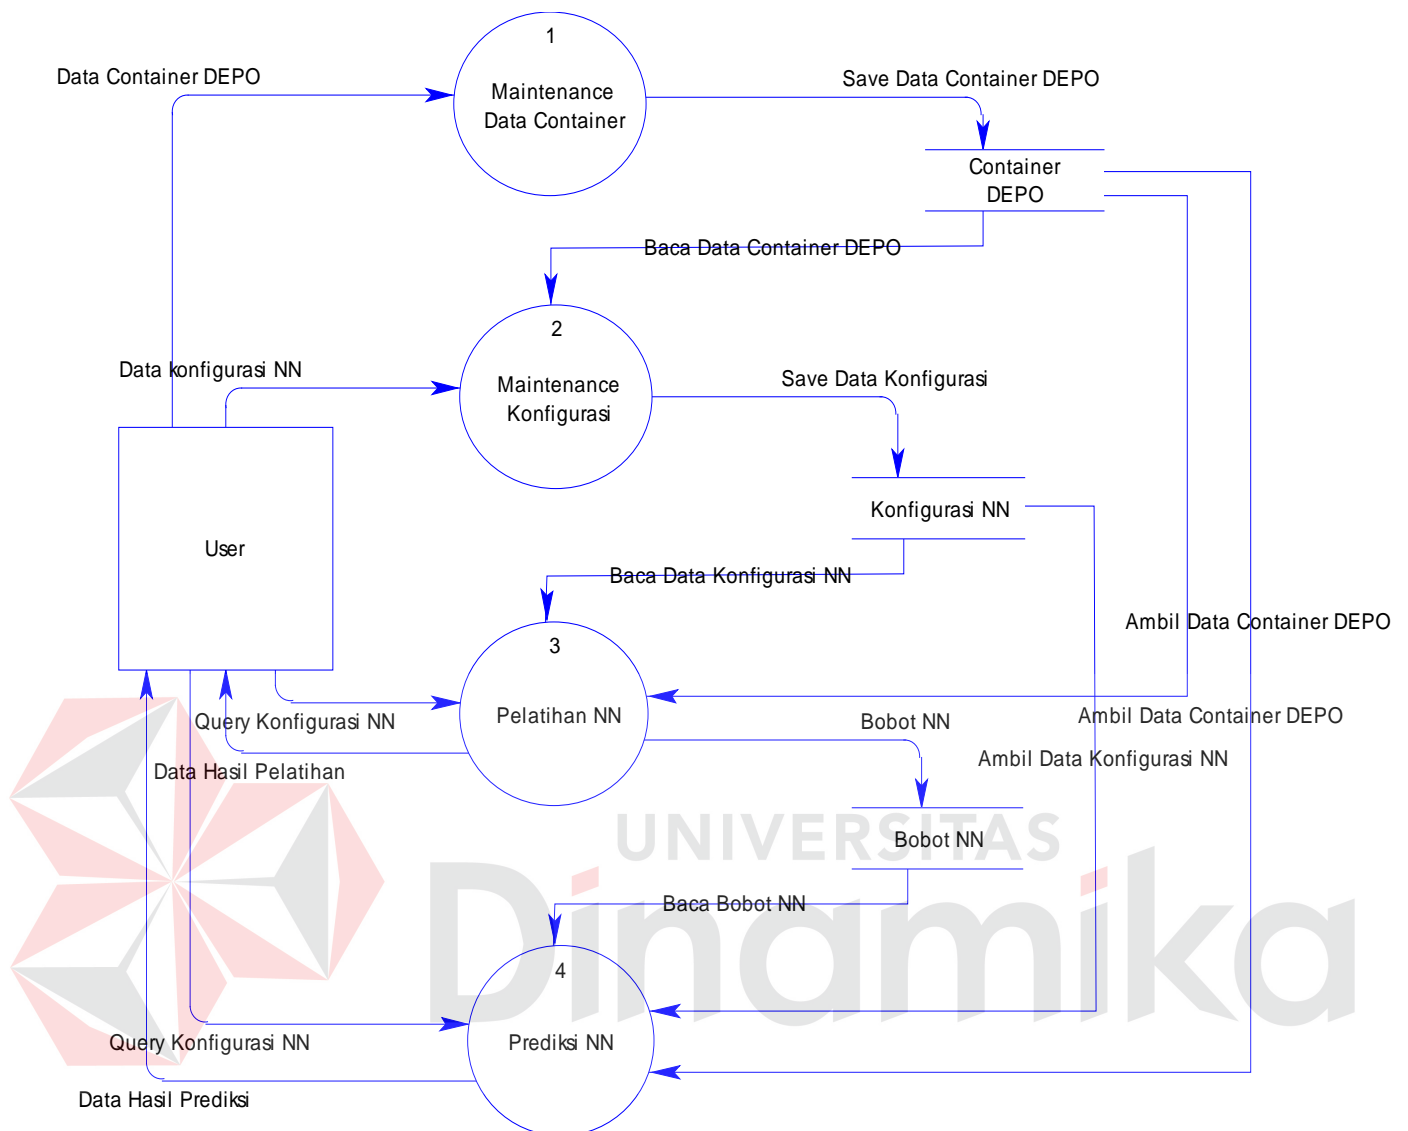 1
Data Container DEPO
Save Data Container DEPO
Maintenance
Data Container
Container
DEPO
Baca Data Container DEPO
2
Data konfigurasi NN
Save Data Konfigurasi
Maintenance
Konfigurasi
Konfigurasi NN
User
Baca Data Konfigurasi NN
Ambil Data Container DEPO
3
Pelatihan NN
Query Konfigurasi NN
Bobot NN
Ambil Data Container DEPO
Ambil Data Konfigurasi NN
Data Hasil Pelatihan
UNIVERSITAS
Dinamika
Bobot NN
Baca Bobot NN
4
Prediksi NN
Query Konfigurasi NN
Data Hasil Prediksi